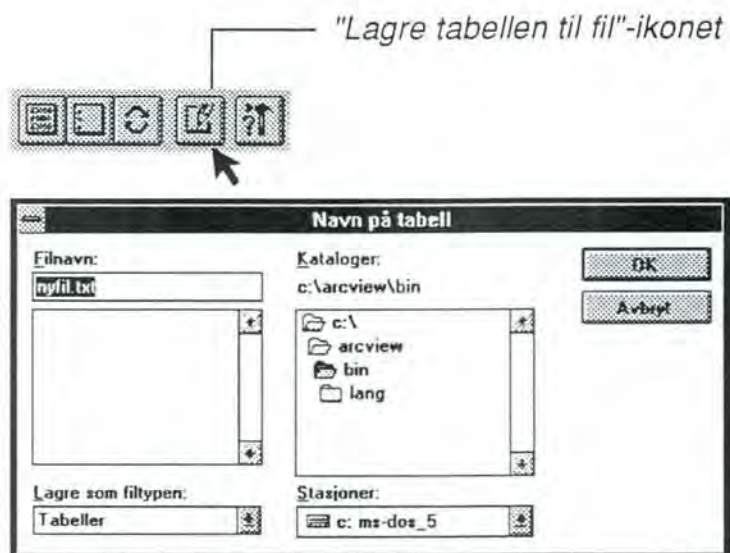 "Lagre tabellen til fil"-ikonet
Navn på tabell
Filnavn:
nyfil.txt
Kataloger:
c:\arcview\bin
c:\
arcview
bin
lang
OK
Avbryt
Lagre som filtypen:
Tabeller
Stasjoner:
c: ms-dos_5